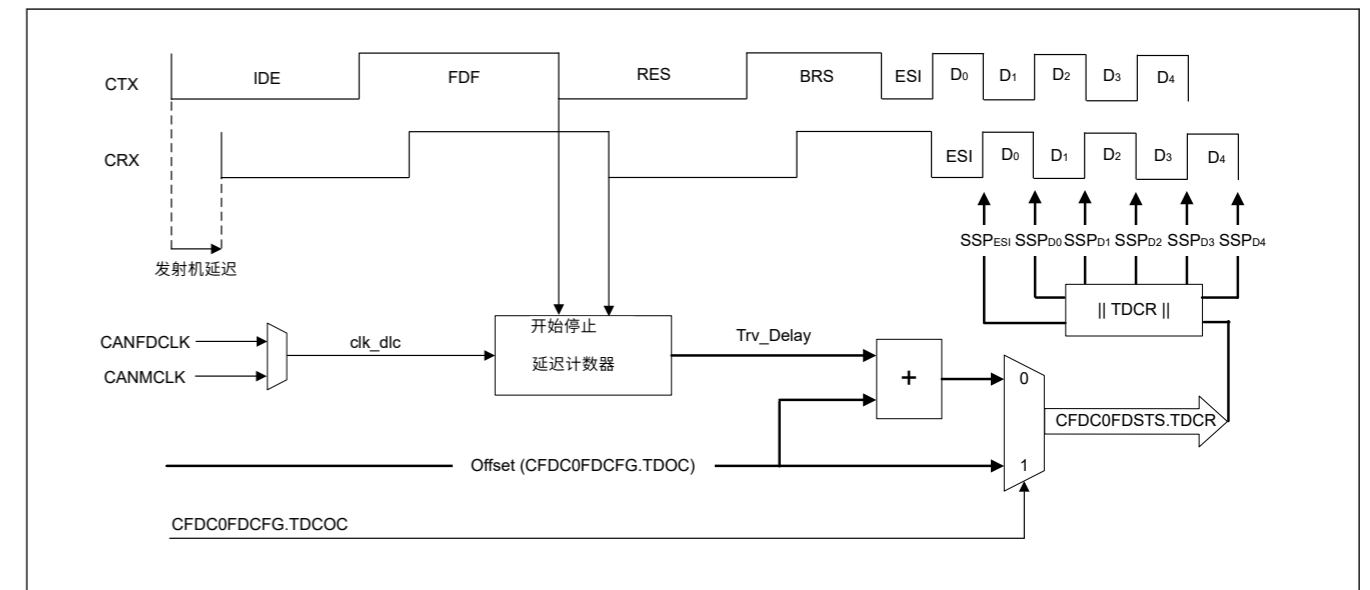 CTX IDE FDF RES BRS ESI D0 D1 D2 D3 D4
CRX ESI D0 D1 D2 D3 D4
SSPESI SSPD0 SSPD1 SSPD2 SSPD3 SSPD4
发射机延迟
|| TDCR ||
开始停止
CANFDCLK clk_dlc Trv_Delay
延迟计数器
CANMCLK
+ 0
CFDC0FDSTS.TDCR
Offset (CFDC0FDCFG.TDOC) 1
CFDC0FDCFG.TDCOC